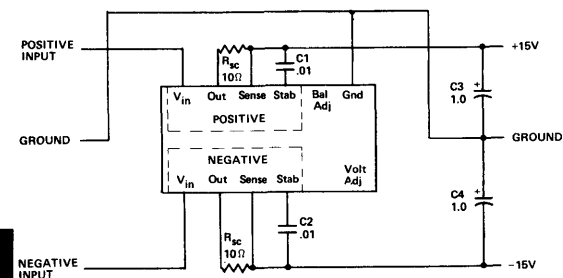 POSITIVE
INPUT
Rsc
10Ω
C1
.01
+15V
Vin
Out
Sense
Stab
Bal
Adj
Gnd
POSITIVE
C3
1.0
+
GROUND
GROUND
NEGATIVE
Vin
Out
Sense
Stab
Volt
Adj
C4
1.0
+
Rsc
10Ω
C2
.01
NEGATIVE
INPUT
−15V